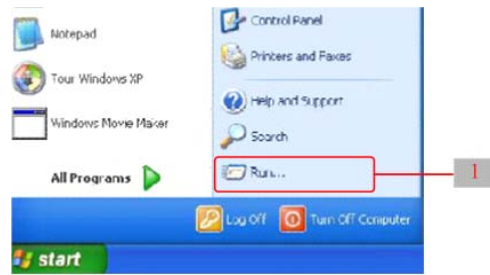 Notepad
Tour Windows XP
Windows Movie Maker
All Programs
Control Panel
Printers and Faxes
Help and Support
Search
Run...
1
Log Off
Turn Off Computer
start